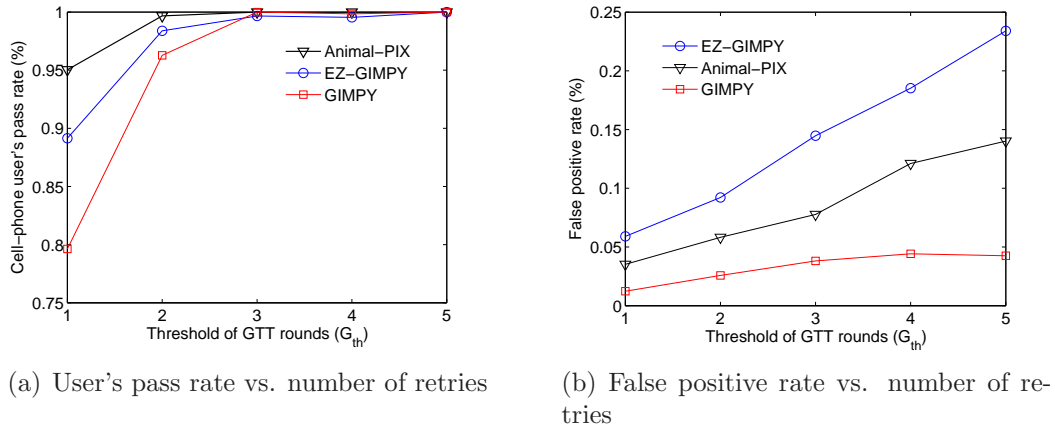 1
0.95
0.9
0.85
0.8
0.75
Cell-phone user's pass rate (%)
Animal-PIX
EZ-GIMPY
GIMPY
1 2 3 4 5
Threshold of GTT rounds (Gth)
(a) User's pass rate vs. number of retries
0.25
0.2
0.15
0.1
0.05
0
False positive rate (%)
EZ-GIMPY
Animal-PIX
GIMPY
1 2 3 4 5
Threshold of GTT rounds (Gth)
(b) False positive rate vs. number of re-
tries